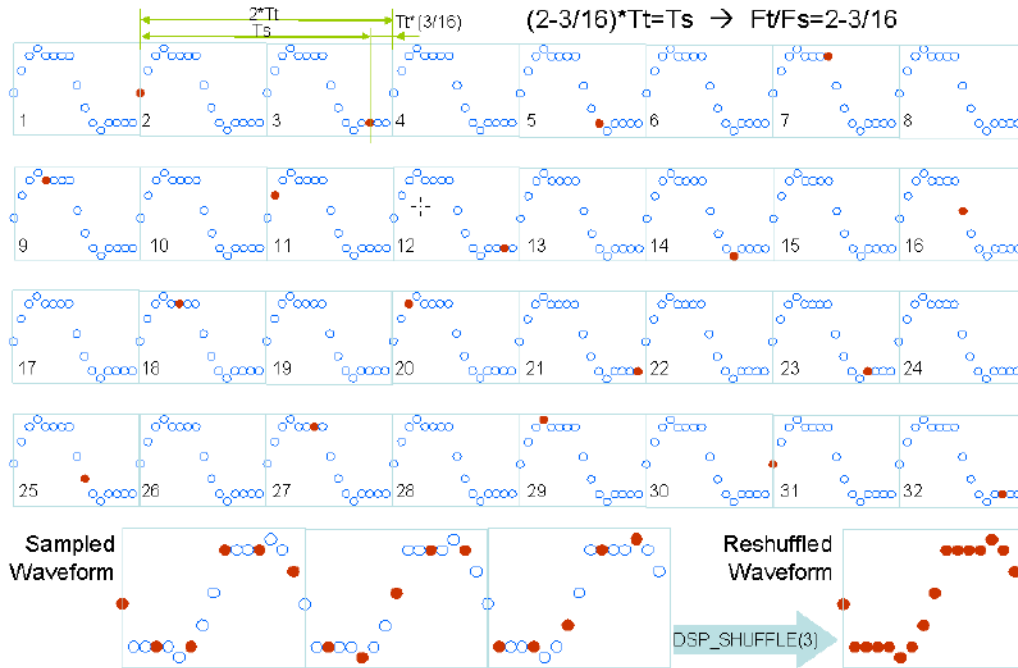 2*Tt
Ts
Tt*(3/16)
(2-3/16)*Tt=Ts → Ft/Fs=2-3/16
1 2 3 4 5 6 7 8
9 10 11 12 13 14 15 16
17 18 19 20 21 22 23 24
25 26 27 28 29 30 31 32
Sampled
Waveform
Reshuffled
Waveform
DSP_SHUFFLE(3)